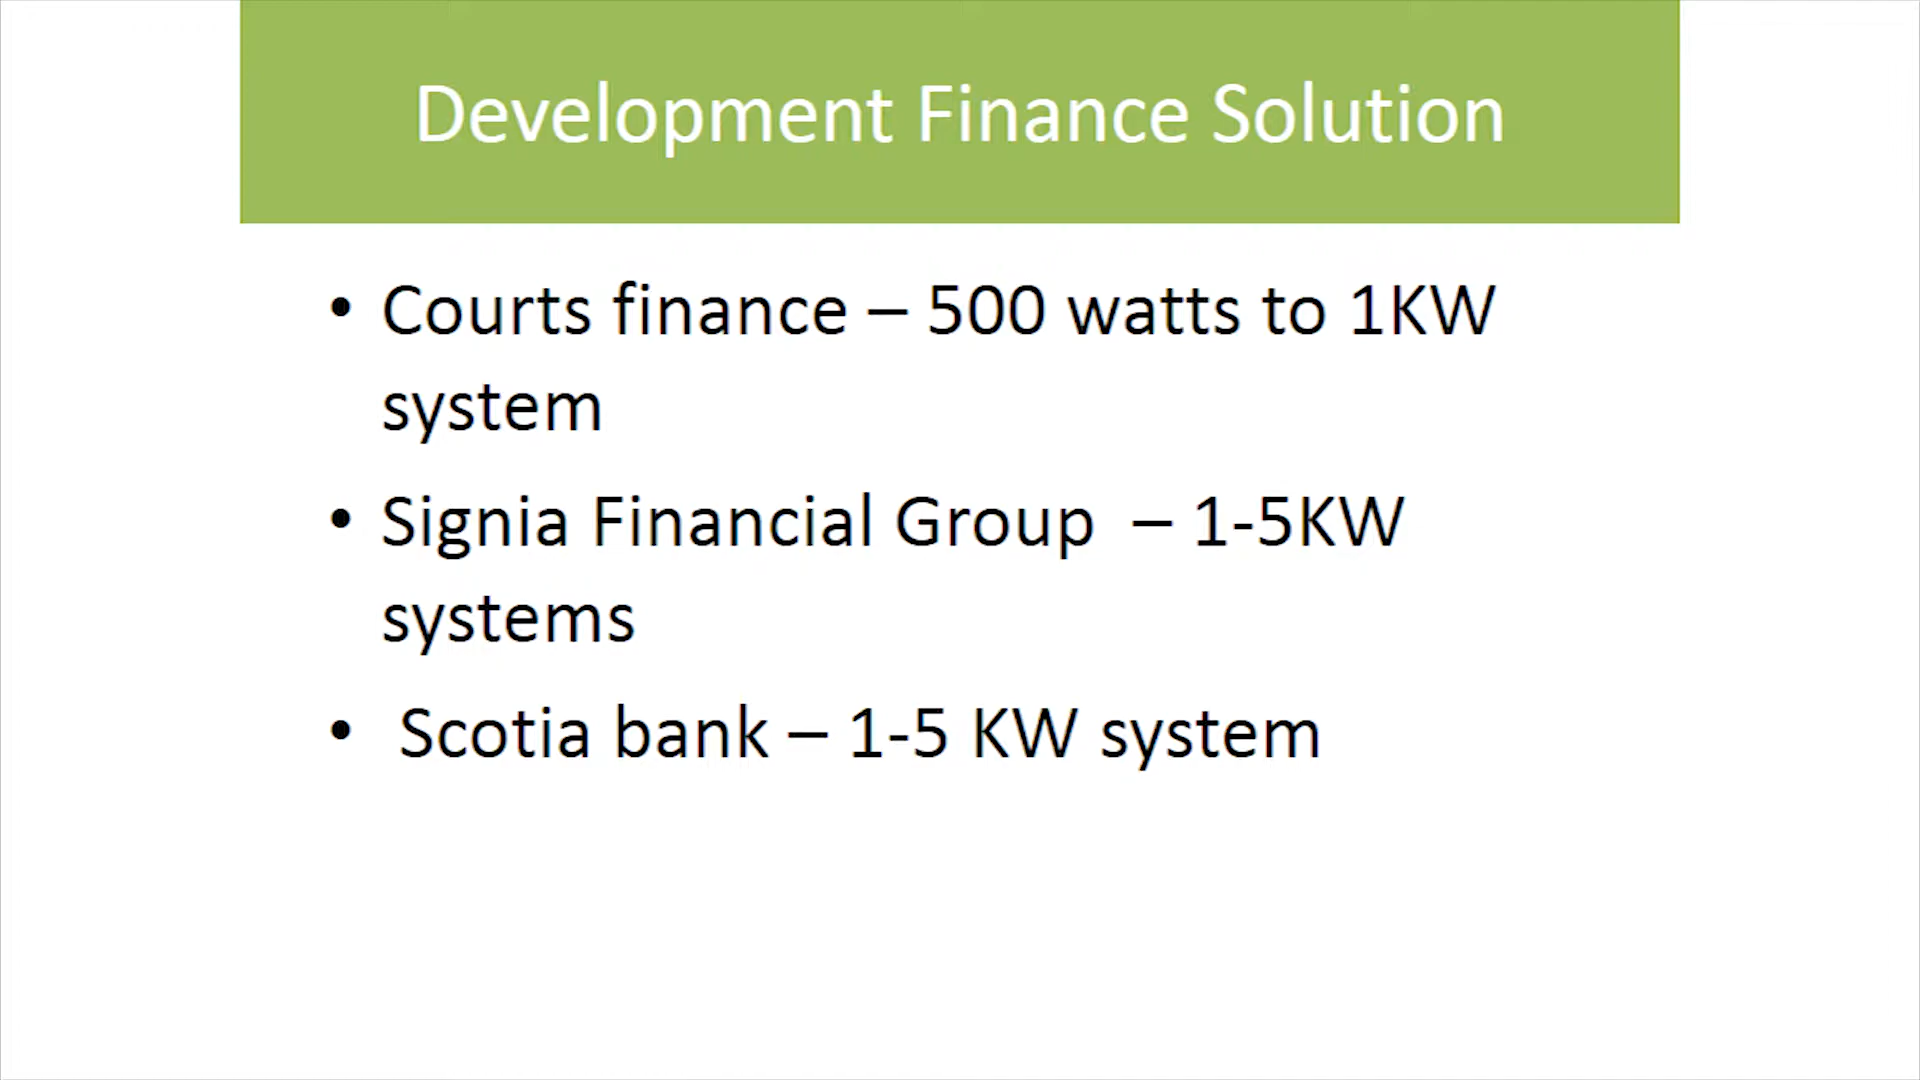 Development Finance Solution
• Courts finance – 500 watts to 1KW
system
• Signia Financial Group – 1-5KW
systems
• Scotia bank – 1-5 KW system